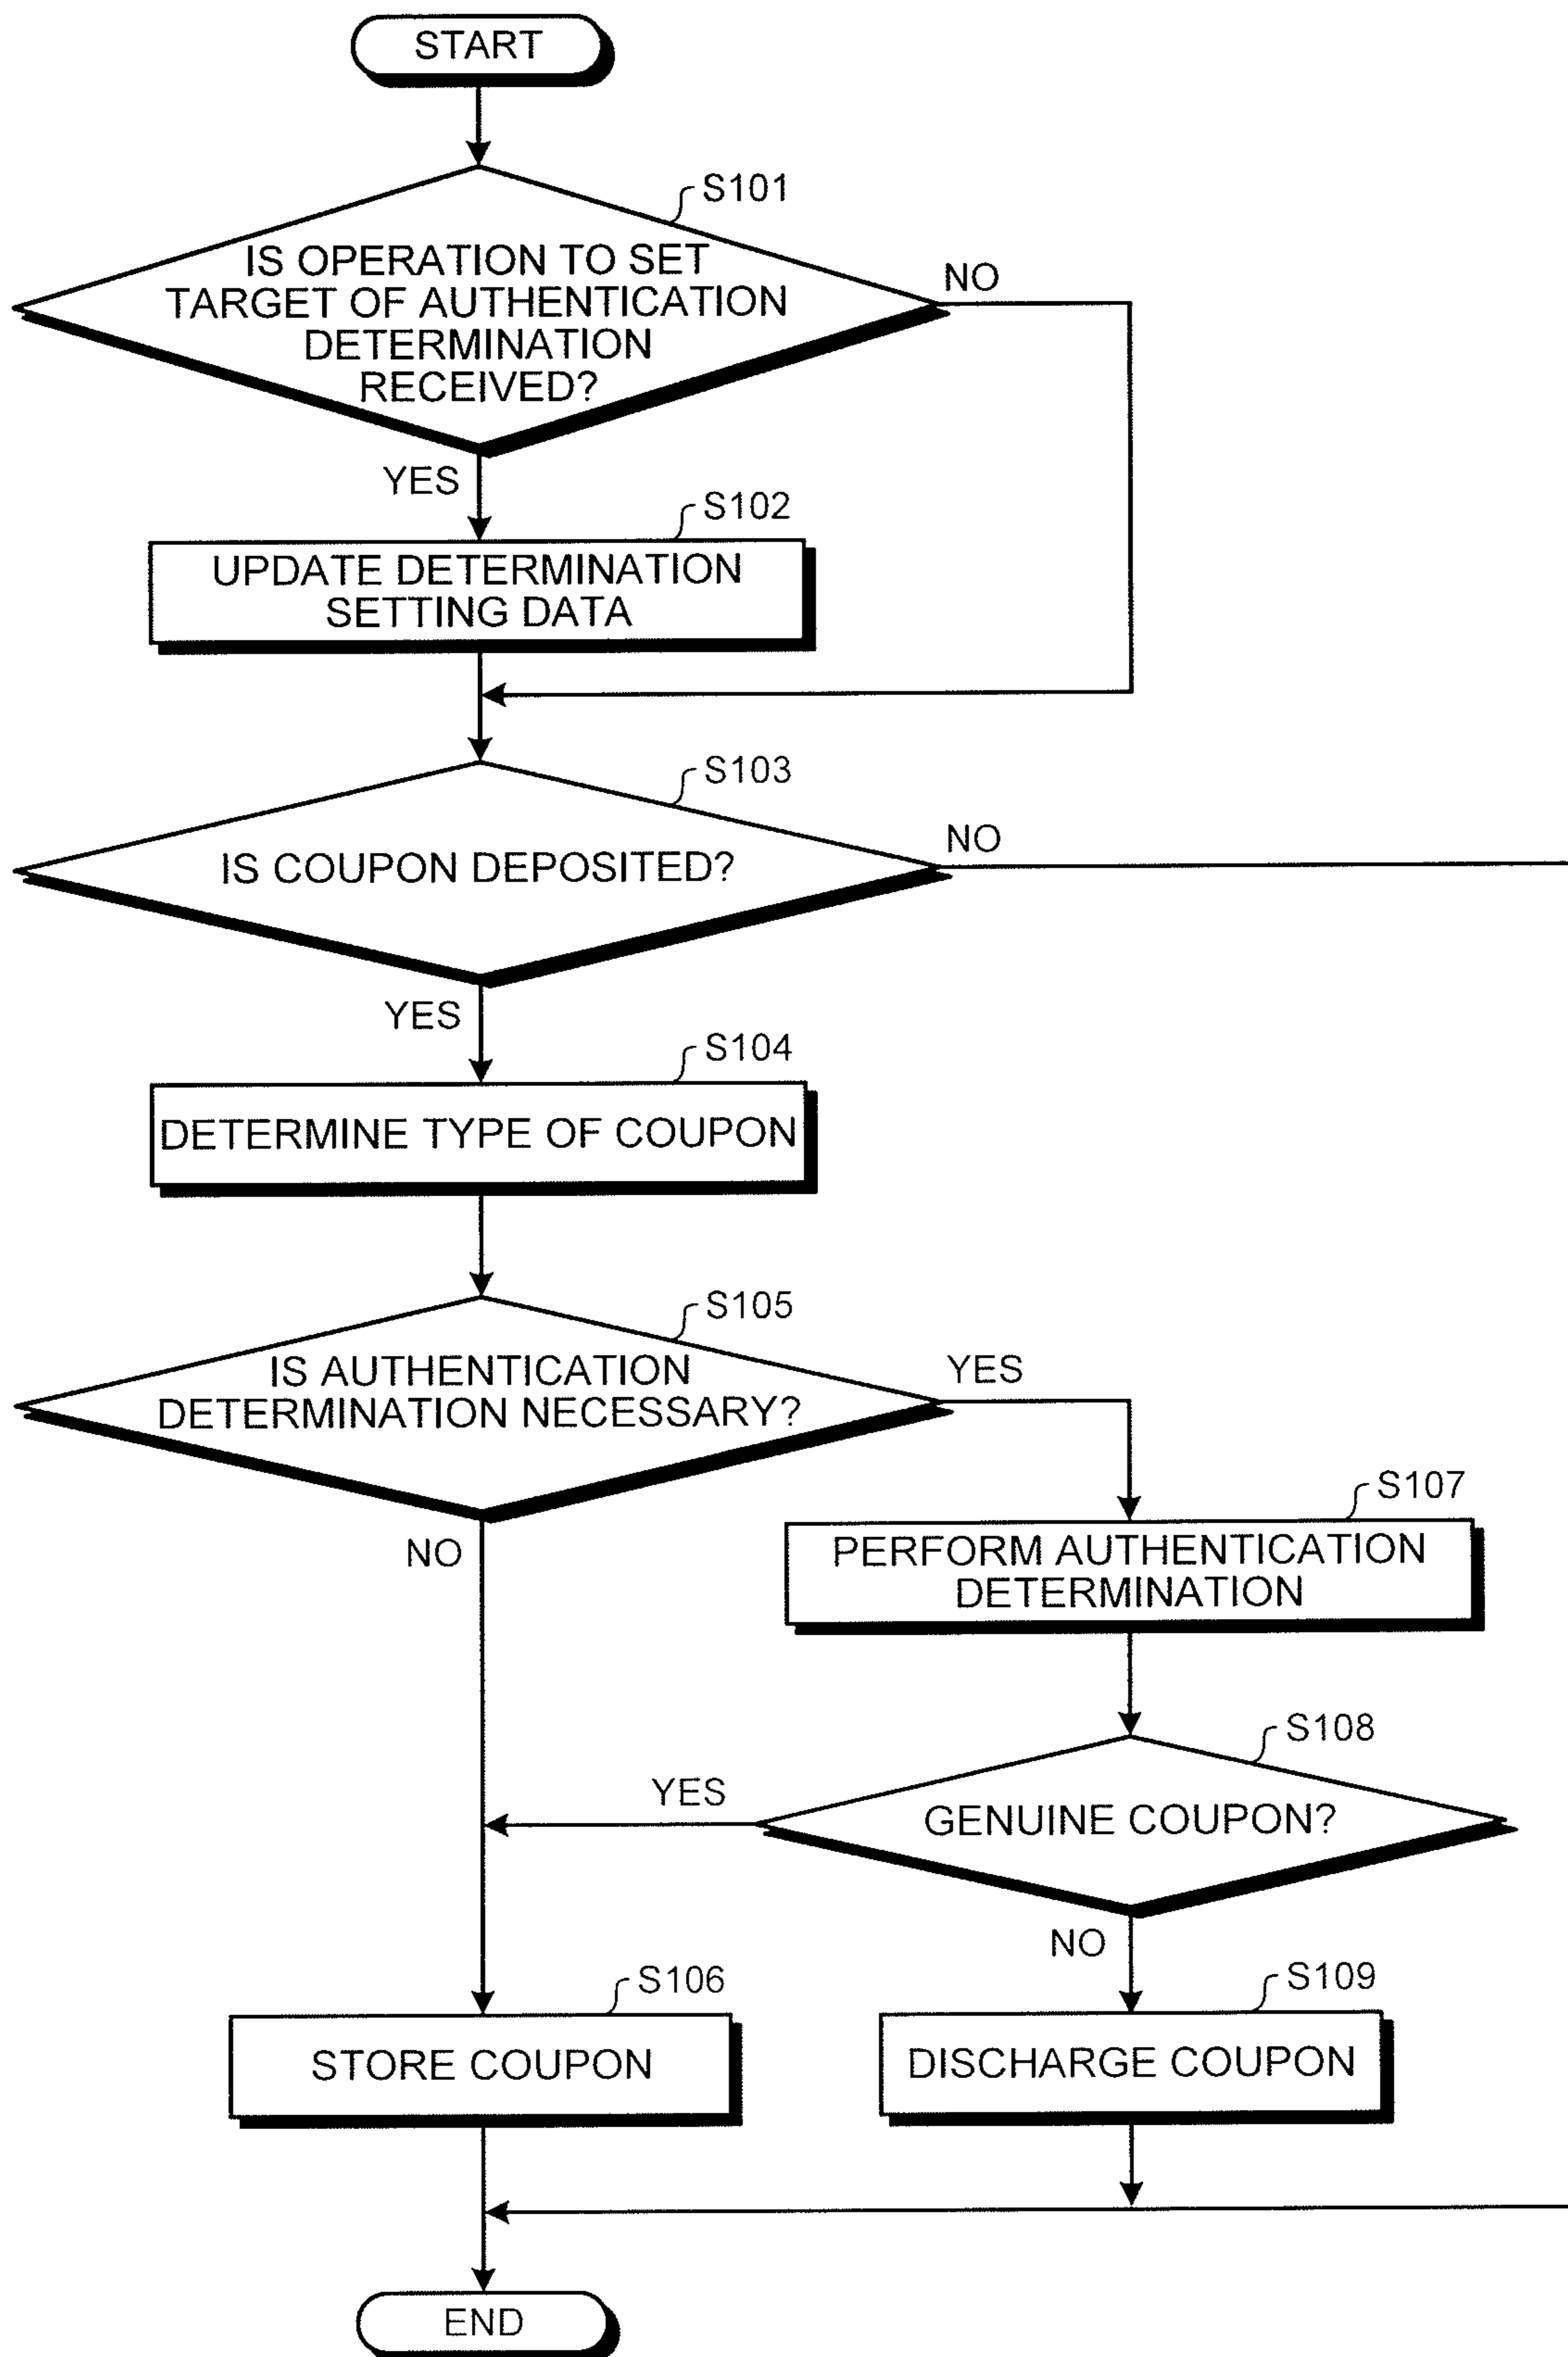 START
S101
IS OPERATION TO SET
TARGET OF AUTHENTICATION
DETERMINATION
RECEIVED?
NO
YES
S102
UPDATE DETERMINATION
SETTING DATA
S103
IS COUPON DEPOSITED?
NO
YES
S104
DETERMINE TYPE OF COUPON
S105
IS AUTHENTICATION
DETERMINATION NECESSARY?
YES
NO
S107
PERFORM AUTHENTICATION
DETERMINATION
S108
GENUINE COUPON?
YES
NO
S106
STORE COUPON
S109
DISCHARGE COUPON
END